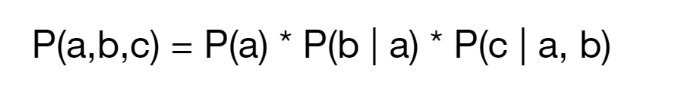 P(a,b,c) = P(a) * P(b | a) * P(c | a, b)